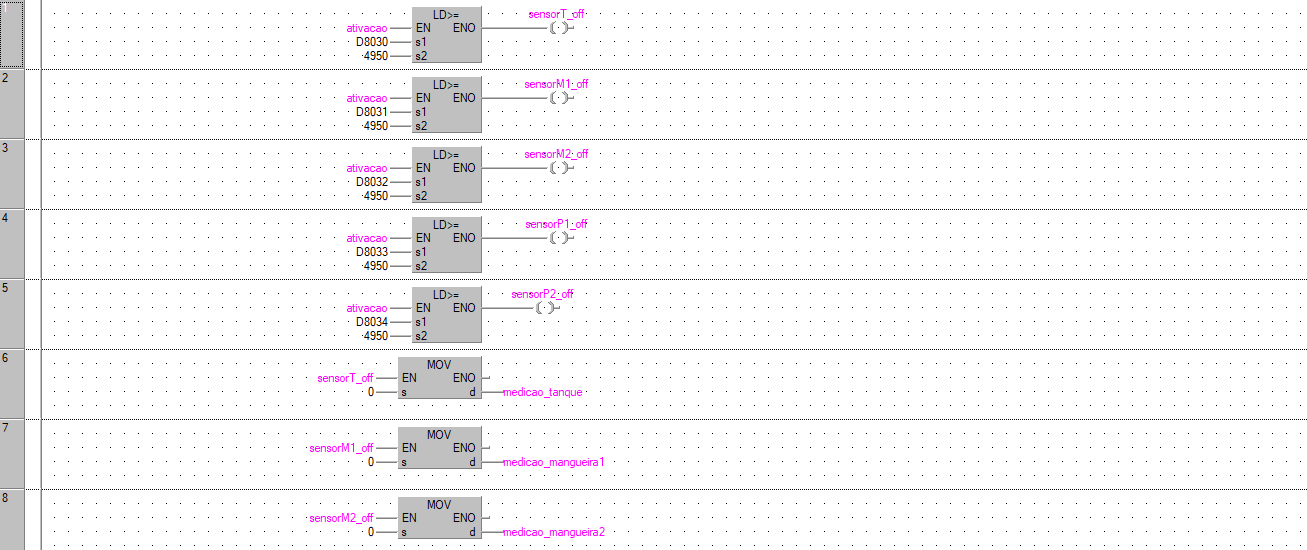 1
LD>= sensorT_off
ativacao EN ENO
D8030 s1
4950 s2
2
LD>= sensorM1_off
ativacao EN ENO
D8031 s1
4950 s2
3
LD>= sensorM2_off
ativacao EN ENO
D8032 s1
4950 s2
4
LD>= sensorP1_off
ativacao EN ENO
D8033 s1
4950 s2
5
LD>= sensorP2_off
ativacao EN ENO
D8034 s1
4950 s2
6
MOV
sensorT_off EN ENO
0 s d medicao_tanque
7
MOV
sensorM1_off EN ENO
0 s d medicao_mangueira1
8
MOV
sensorM2_off EN ENO
0 s d medicao_mangueira2